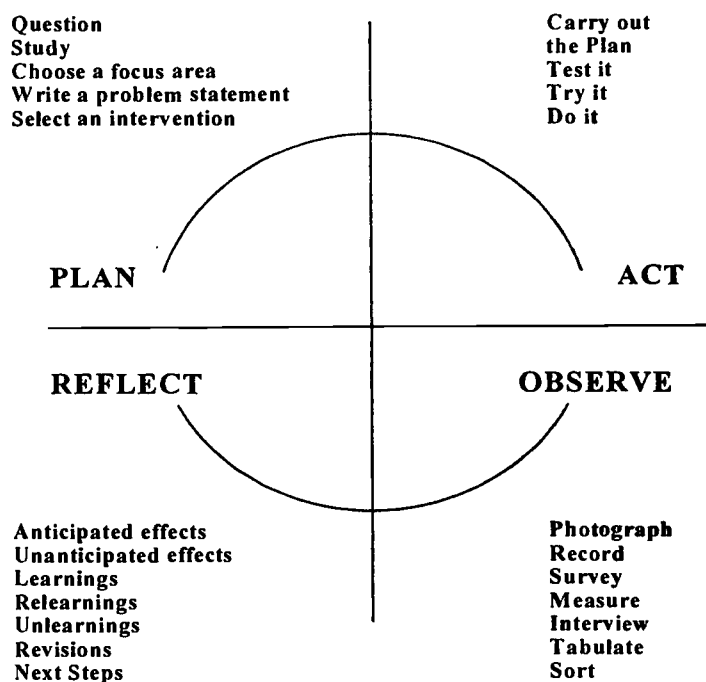 Question
Study
Choose a focus area
Write a problem statement
Select an intervention
Carry out
the Plan
Test it
Try it
Do it
PLAN
ACT
REFLECT
OBSERVE
Anticipated effects
Unanticipated effects
Learnings
Relearnings
Unlearnings
Revisions
Next Steps
Photograph
Record
Survey
Measure
Interview
Tabulate
Sort